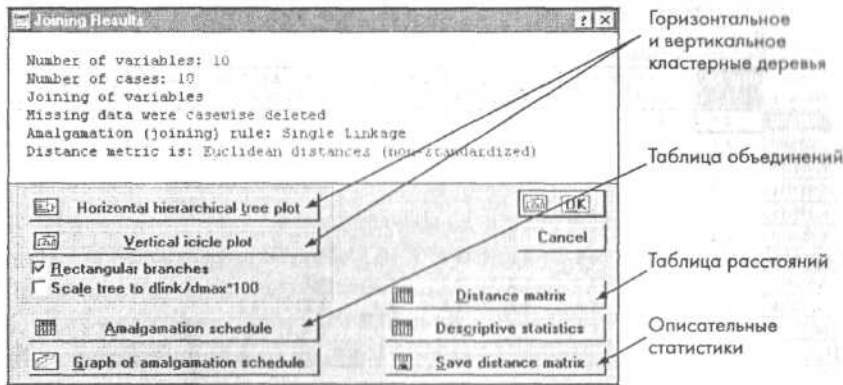 Joining Results
Number of variables: 10
Number of cases: 10
Joining of variables
Missing data were casewise deleted
Amalgamation (joining) rule: Single Linkage
Distance metric is: Euclidean distances (non-standardized)
Horizontal hierarchical tree plot
OK
Vertical icicle plot
Cancel
Rectangular branches
Scale tree to dlink/dmax*100
Distance matrix
Amalgamation schedule
Descriptive statistics
Graph of amalgamation schedule
Save distance matrix
Горизонтальное
и вертикальное
кластерные деревья
Таблица объединений
Таблица расстояний
Описательные
статистики